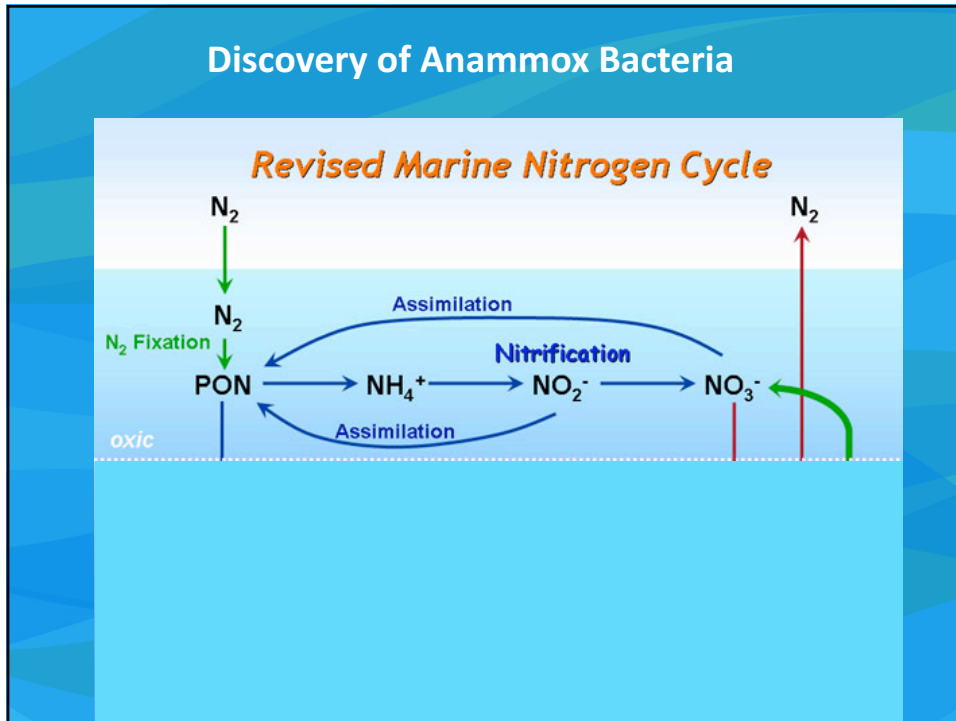 Discovery of Anammox Bacteria
Revised Marine Nitrogen Cycle
N₂ N₂
Assimilation
N₂
N₂ Fixation
Nitrification
PON NH₄⁺ NO₂⁻ NO₃⁻
Assimilation
oxic